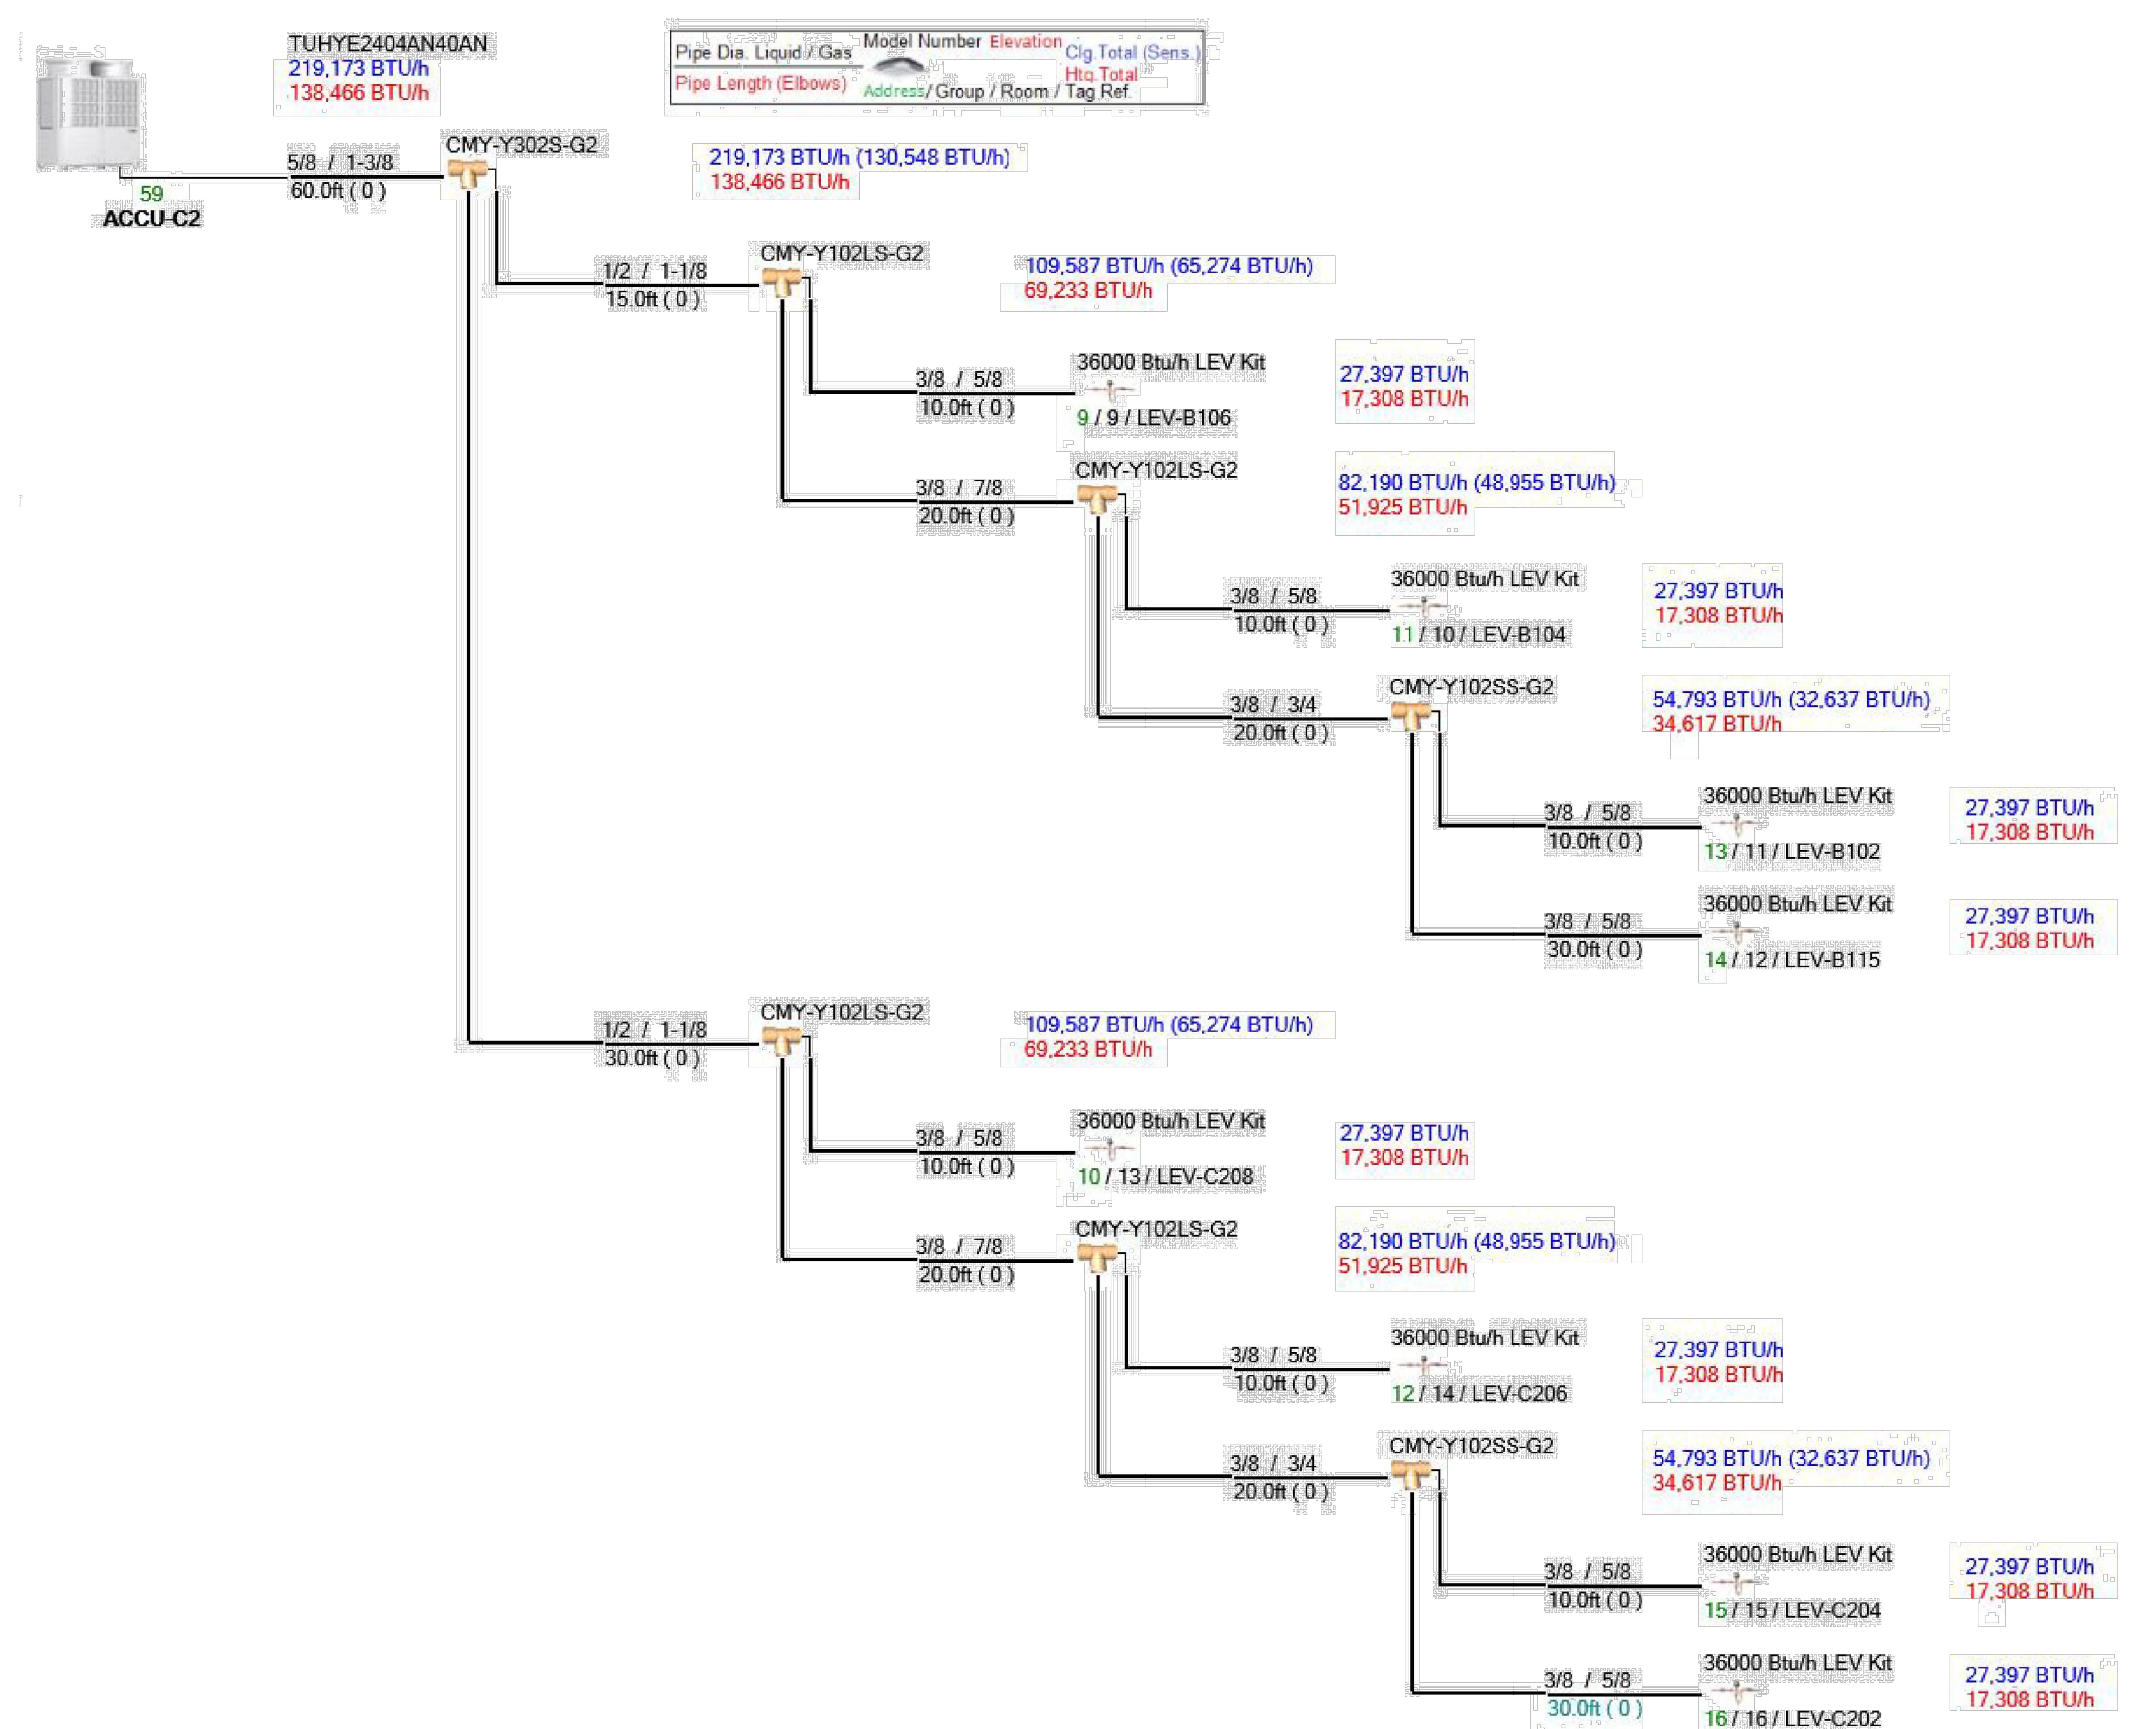 TUHYE2404AN40AN
219,173 BTU/h
138,466 BTU/h
Pipe Dia. Liquid / Gas
Pipe Length (Elbows)
Model Number Elevation
Clg.Total (Sens.)
Htg.Total
Address/ Group / Room / Tag Ref.
5/8 / 1-3/8
60.0ft ( 0 )
59
ACCU-C2
CMY-Y302S-G2
219,173 BTU/h (130,548 BTU/h)
138,466 BTU/h
1/2 / 1-1/8
15.0ft ( 0 )
CMY-Y102LS-G2
109,587 BTU/h (65,274 BTU/h)
69,233 BTU/h
3/8 / 5/8
10.0ft ( 0 )
36000 Btu/h LEV Kit
9 / 9 / LEV-B106
27,397 BTU/h
17,308 BTU/h
3/8 / 7/8
20.0ft ( 0 )
CMY-Y102LS-G2
82,190 BTU/h (48,955 BTU/h)
51,925 BTU/h
3/8 / 5/8
10.0ft ( 0 )
36000 Btu/h LEV Kit
11 / 10 / LEV-B104
27,397 BTU/h
17,308 BTU/h
3/8 / 3/4
20.0ft ( 0 )
CMY-Y102SS-G2
54,793 BTU/h (32,637 BTU/h)
34,617 BTU/h
3/8 / 5/8
10.0ft ( 0 )
36000 Btu/h LEV Kit
13 / 11 / LEV-B102
27,397 BTU/h
17,308 BTU/h
3/8 / 5/8
30.0ft ( 0 )
36000 Btu/h LEV Kit
14 / 12 / LEV-B115
27,397 BTU/h
17,308 BTU/h
1/2 / 1-1/8
30.0ft ( 0 )
CMY-Y102LS-G2
109,587 BTU/h (65,274 BTU/h)
69,233 BTU/h
3/8 / 5/8
10.0ft ( 0 )
36000 Btu/h LEV Kit
10 / 13 / LEV-C208
27,397 BTU/h
17,308 BTU/h
3/8 / 7/8
20.0ft ( 0 )
CMY-Y102LS-G2
82,190 BTU/h (48,955 BTU/h)
51,925 BTU/h
3/8 / 5/8
10.0ft ( 0 )
36000 Btu/h LEV Kit
12 / 14 / LEV-C206
27,397 BTU/h
17,308 BTU/h
3/8 / 3/4
20.0ft ( 0 )
CMY-Y102SS-G2
54,793 BTU/h (32,637 BTU/h)
34,617 BTU/h
3/8 / 5/8
10.0ft ( 0 )
36000 Btu/h LEV Kit
15 / 15 / LEV-C204
27,397 BTU/h
17,308 BTU/h
3/8 / 5/8
30.0ft ( 0 )
36000 Btu/h LEV Kit
16 / 16 / LEV-C202
27,397 BTU/h
17,308 BTU/h